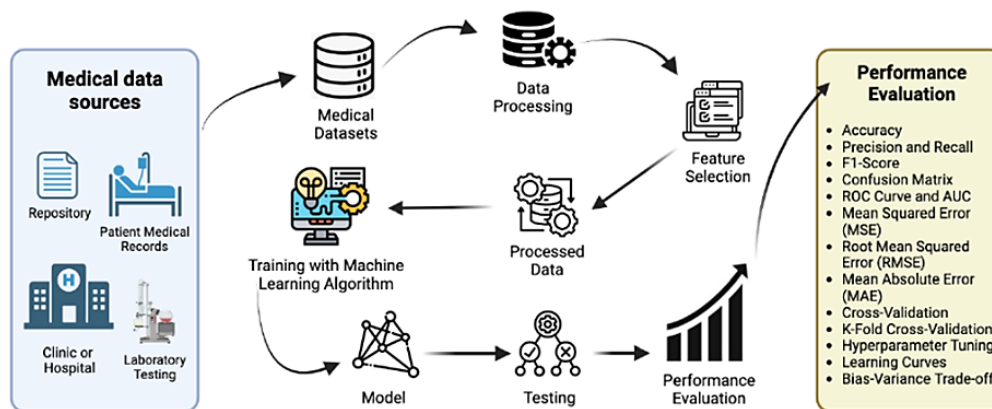 Medical data
sources
Repository
Patient Medical
Records
H
Clinic or
Hospital
Laboratory
Testing
Medical
Datasets
Data
Processing
Feature
Selection
Processed
Data
Training with Machine
Learning Algorithm
Model
Testing
Performance
Evaluation
Performance
Evaluation
• Accuracy
• Precision and Recall
• F1-Score
• Confusion Matrix
• ROC Curve and AUC
• Mean Squared Error
(MSE)
• Root Mean Squared
Error (RMSE)
• Mean Absolute Error
(MAE)
• Cross-Validation
• K-Fold Cross-Validation
• Hyperparameter Tuning
• Learning Curves
• Bias-Variance Trade-off